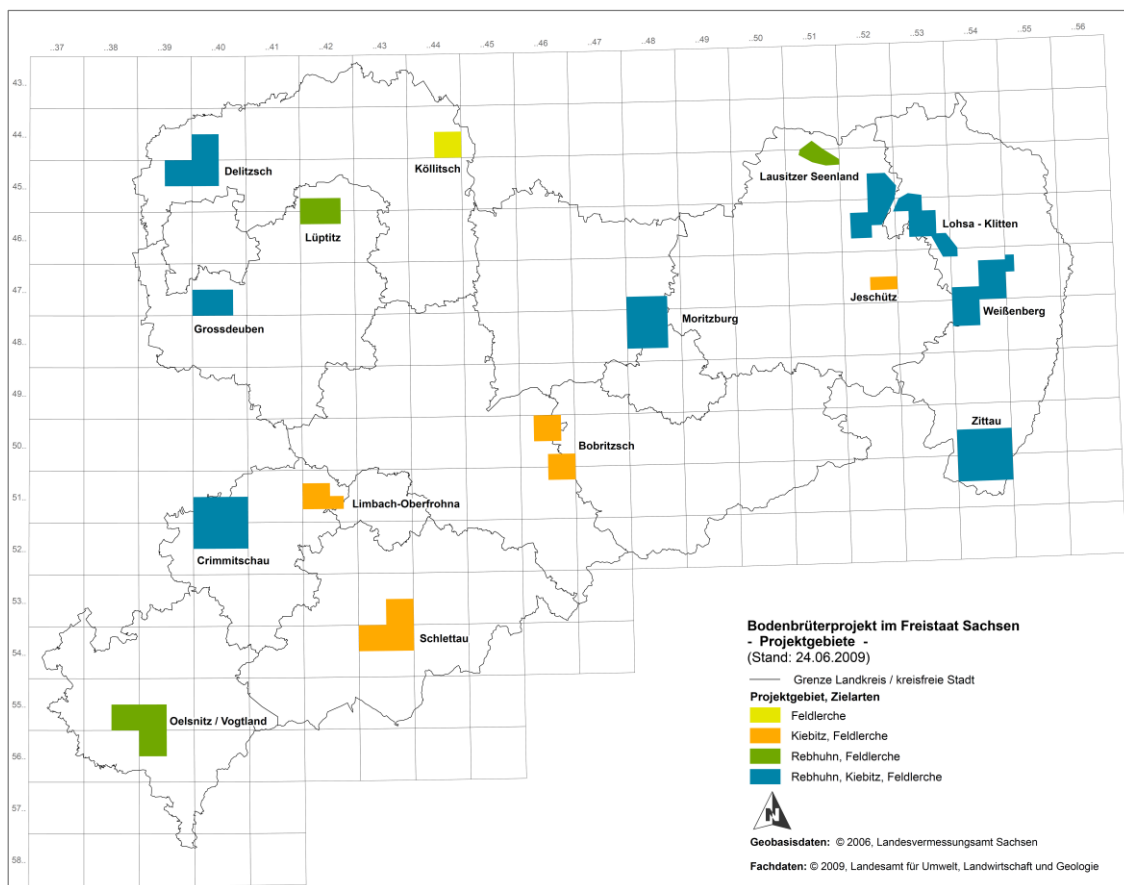 ..37 ..38 ..39 ..40 ..41 ..42 ..43 ..44 ..45 ..46 ..47 ..48 ..49 ..50 ..51 ..52 ..53 ..54 ..55 ..56
43..
44..
45..
46..
47..
48..
49..
50..
51..
52..
53..
54..
55..
56..
57..
58..
Delitzsch
Köllitsch
Lausitzer Seenland
Lüptitz
Lohsa - Klitten
Jeschütz
Grossdeuben
Moritzburg
Weißenberg
Zittau
Bobritzsch
Limbach-Oberfrohna
Crimmitschau
Schlettau
Oelsnitz / Vogtland
Bodenbrüterprojekt im Freistaat Sachsen
- Projektgebiete -
(Stand: 24.06.2009)
Grenze Landkreis / kreisfreie Stadt
Projektgebiet, Zielarten
Feldlerche
Kiebitz, Feldlerche
Rebhuhn, Feldlerche
Rebhuhn, Kiebitz, Feldlerche
N
Geobasisdaten: © 2006, Landesvermessungsamt Sachsen
Fachdaten: © 2009, Landesamt für Umwelt, Landwirtschaft und Geologie